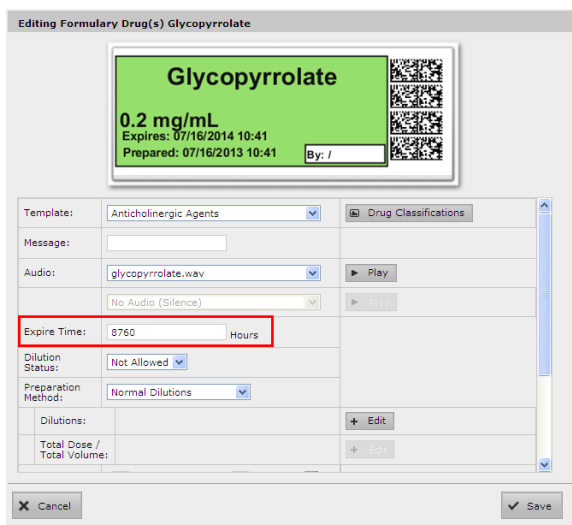 Editing Formulary Drug(s) Glycopyrrolate
Glycopyrrolate
0.2 mg/mL
Expires: 07/16/2014 10:41
Prepared: 07/16/2013 10:41 By: /
Template: Anticholinergic Agents Drug Classifications
Message:
Audio: glycopyrrolate.wav Play
No Audio (Silence) Play
Expire Time: 8760 Hours
Dilution Status: Not Allowed
Preparation Method: Normal Dilutions
Dilutions: + Edit
Total Dose / Total Volume: + Edit
Cancel Save